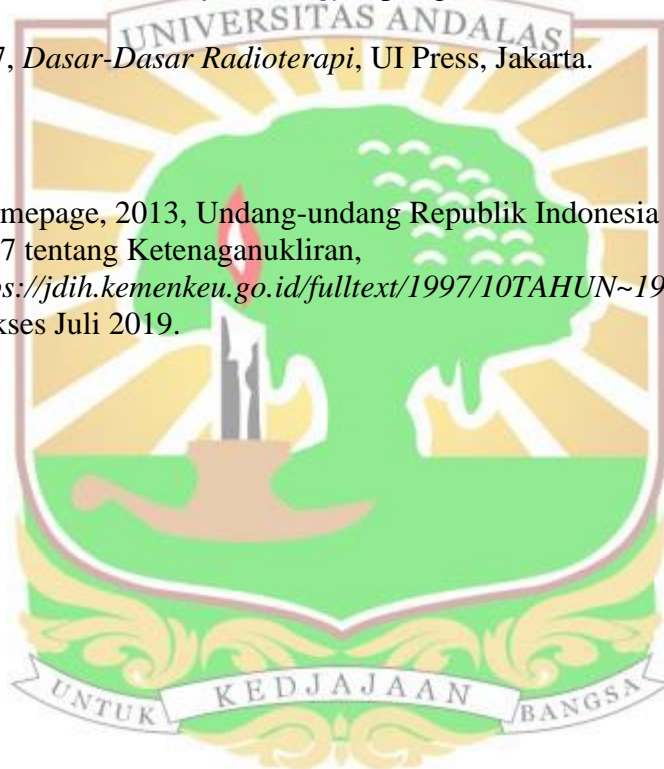 UNIVERSITAS ANDALAS
7, Dasar-Dasar Radioterapi, UI Press, Jakarta.
mepage, 2013, Undang-undang Republik Indonesia
7 tentang Ketenaganukliran,
s://jdih.kemenkeu.go.id/fulltext/1997/10TAHUN~19
kses Juli 2019.
UNTUK KEDJAJAAN BANGSA